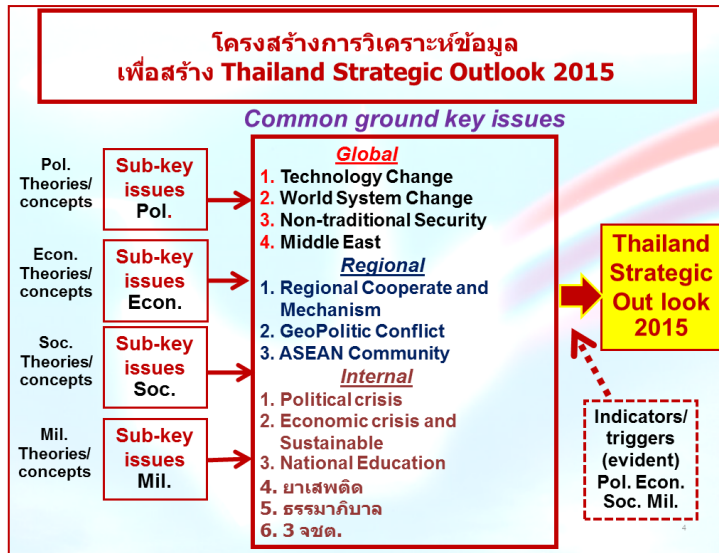 โครงสร้างการวิเคราะห์ข้อมูล
เพื่อสร้าง Thailand Strategic Outlook 2015
Common ground key issues
Pol.
Theories/
concepts
Sub-key
issues
Pol.
Econ.
Theories/
concepts
Sub-key
issues
Econ.
Soc.
Theories/
concepts
Sub-key
issues
Soc.
Mil.
Theories/
concepts
Sub-key
issues
Mil.
Global
1. Technology Change
2. World System Change
3. Non-traditional Security
4. Middle East
Regional
1. Regional Cooperate and
Mechanism
2. GeoPolitic Conflict
3. ASEAN Community
Internal
1. Political crisis
2. Economic crisis and
Sustainable
3. National Education
4. ยาเสพติด
5. ธรรมาภิบาล
6. 3 จชต.
Thailand
Strategic
Out look
2015
Indicators/
triggers
(evident)
Pol. Econ.
Soc. Mil.
4